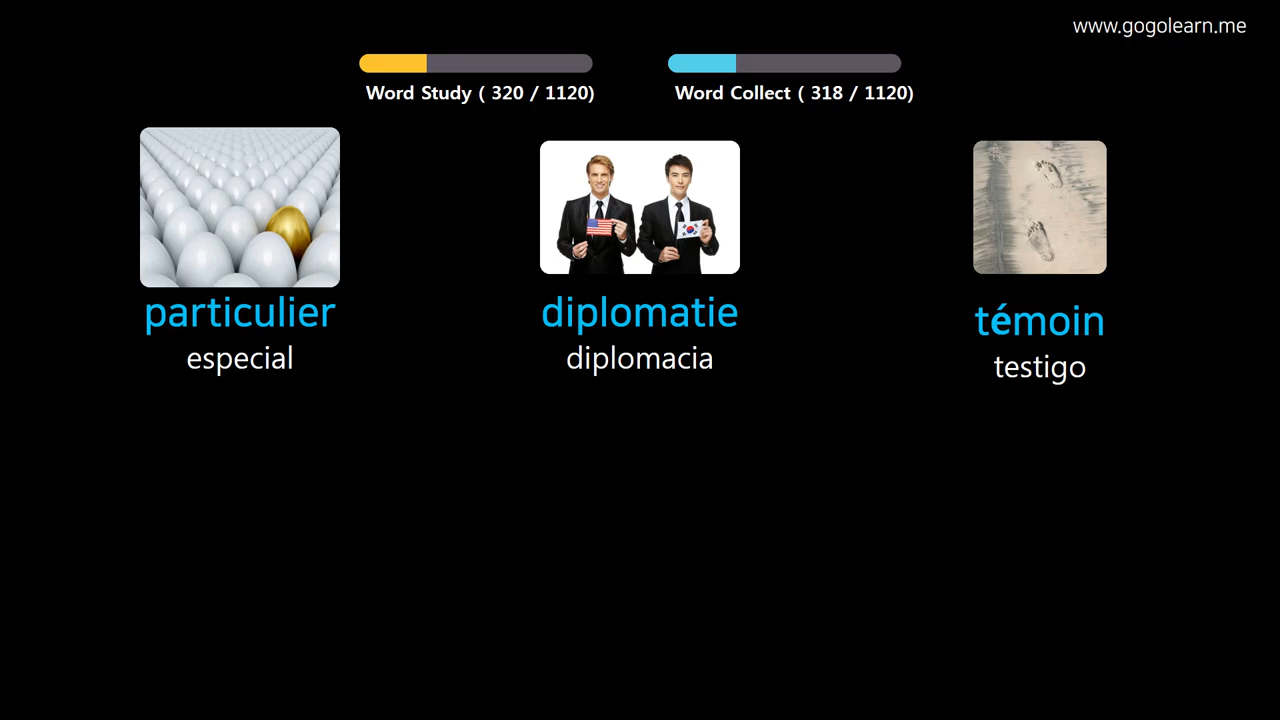 www.gogolearn.me
Word Study ( 320 / 1120)
Word Collect ( 318 / 1120)
particulier
especial
diplomatie
diplomacia
témoin
testigo